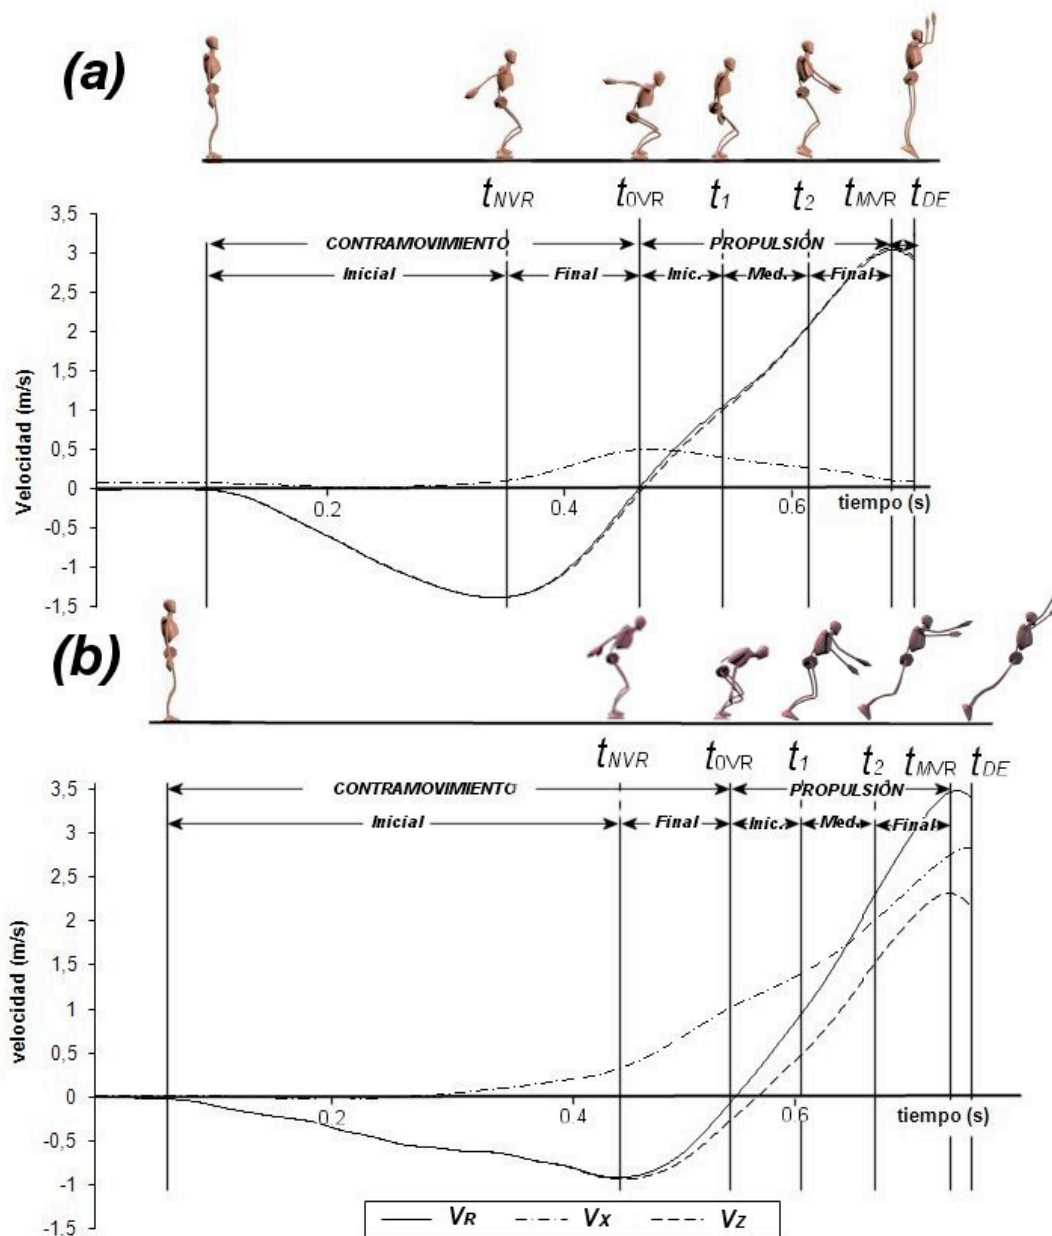 (a)
tNVR t0VR t1 t2 tMVR tDE
3,5
CONTRAMOVIMIENTO PROPULSIÓN
3
Inicial Final Inic. Med. Final
2,5
2
1,5
1
0,5
0
0.2 0.4 0.6 tiempo (s)
-0,5
-1
-1,5
Velocidad (m/s)
(b)
tNVR t0VR t1 t2 tMVR tDE
3,5
CONTRAMOVIMIENTO PROPULSIÓN
3
Inicial Final Inic. Med. Final
2,5
2
1,5
1
0,5
0
0.2 0.4 0.6 tiempo (s)
-0,5
-1
-1.5
velocidad (m/s)
VR VX VZ